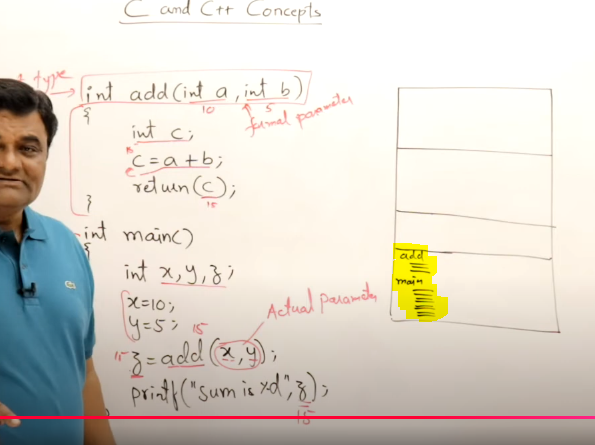 C and C++ Concepts
type
int add(int a, int b)
10 5
formal parameter
{
int c;
c=a+b;
return(c);
15
}
int main()
{
int x,y,z;
x=10;
y=5;
Actual Parameter
15
15 z=add(x,y);
printf("sum is %d",z);
15
add
main